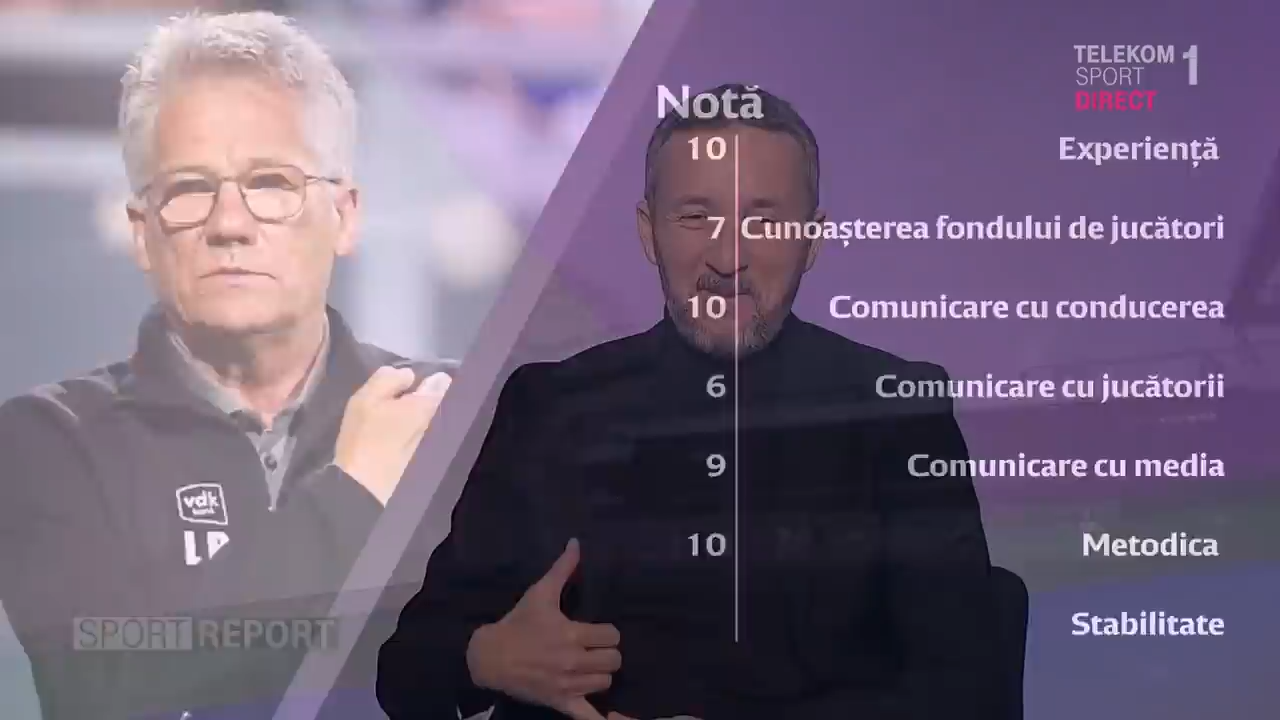 TELEKOM 1
SPORT
DIRECT
Notă
10 Experiență
7 Cunoașterea fondului de jucători
10 Comunicare cu conducerea
6 Comunicare cu jucătorii
9 Comunicare cu media
10 Metodica
Stabilitate
vdk
bank
SPORT REPORT